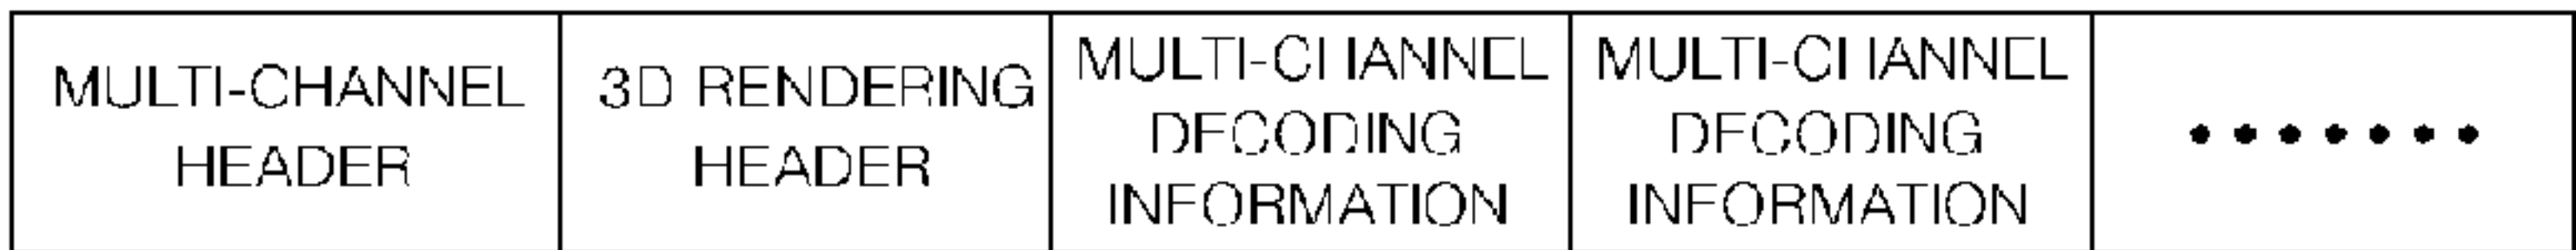 MULTI-CHANNEL
HEADER
3D RENDERING
HEADER
MULTI-CHANNEL
DECODING
INFORMATION
MULTI-CHANNEL
DECODING
INFORMATION
.......